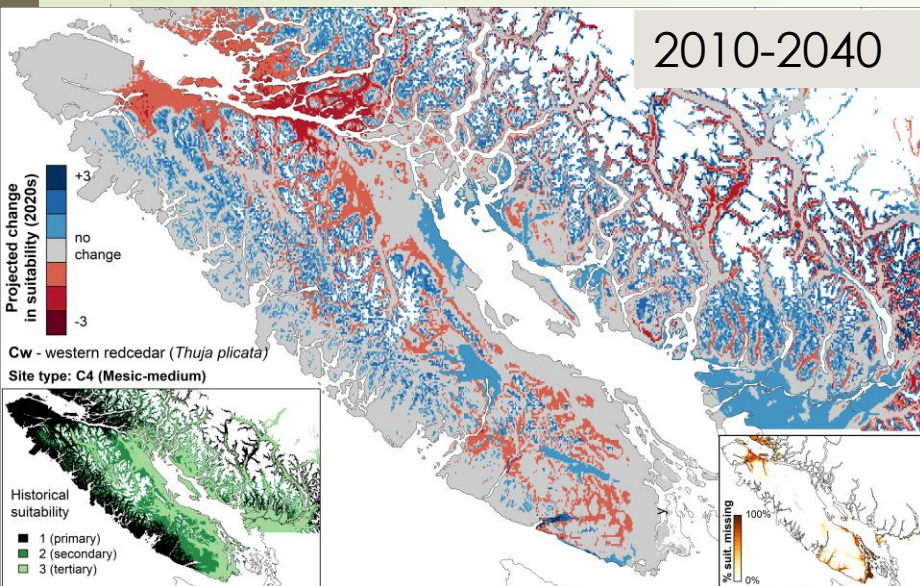 2010-2040
Projected change
in suitability (2020s)
+3
no
change
-3
Cw - western redcedar (Thuja plicata)
Site type: C4 (Mesic-medium)
Historical
suitability
1 (primary)
2 (secondary)
3 (tertiary)
% suit. missing
100%
0%